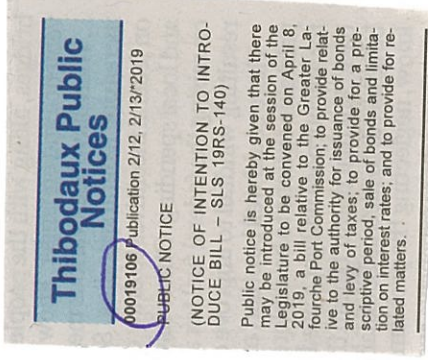 Thibodaux Public
Notices
00019106 Publication 2/12, 2/13/*2019
PUBLIC NOTICE
(NOTICE OF INTENTION TO INTRO-
DUCE BILL – SLS 19RS-140)
Public notice is hereby given that there
may be introduced at the session of the
Legislature to be convened on April 8,
2019, a bill relative to the Greater La-
fourche Port Commission; to provide relat-
ive to the authority for issuance of bonds
and levy of taxes; to provide for a pre-
scriptive period, sale of bonds and limita-
tion on interest rates; and to provide for re-
lated matters.